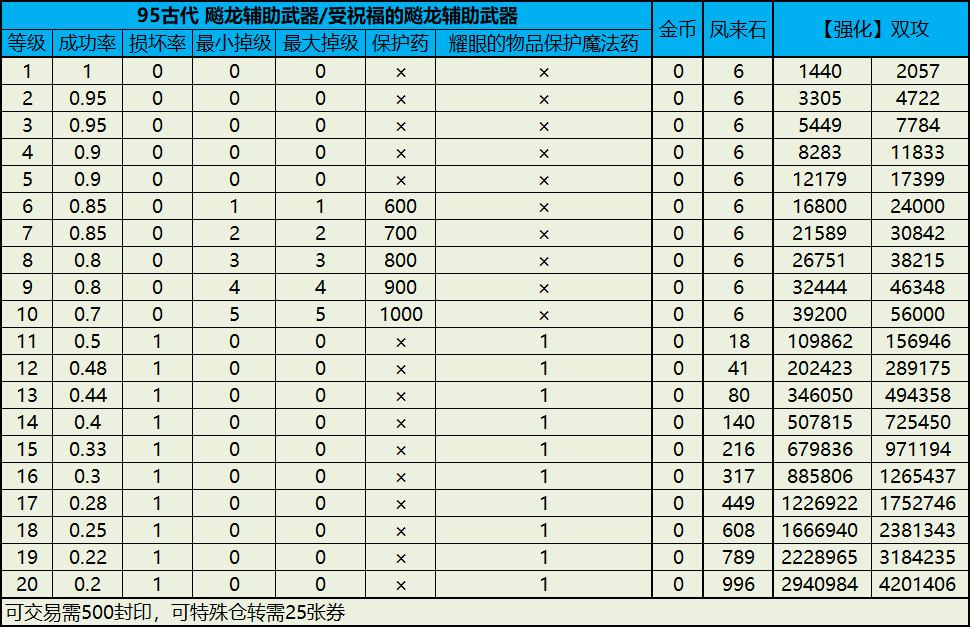 95古代 飚龙辅助武器/受祝福的飚龙辅助武器 金币 凤来石 【强化】双攻
等级 成功率 损坏率 最小掉级 最大掉级 保护药 耀眼的物品保护魔法药
1 1 0 0 0 × × 0 6 1440 2057
2 0.95 0 0 0 × × 0 6 3305 4722
3 0.95 0 0 0 × × 0 6 5449 7784
4 0.9 0 0 0 × × 0 6 8283 11833
5 0.9 0 0 0 × × 0 6 12179 17399
6 0.85 0 1 1 600 × 0 6 16800 24000
7 0.85 0 2 2 700 × 0 6 21589 30842
8 0.8 0 3 3 800 × 0 6 26751 38215
9 0.8 0 4 4 900 × 0 6 32444 46348
10 0.7 0 5 5 1000 × 0 6 39200 56000
11 0.5 1 0 0 × 1 0 18 109862 156946
12 0.48 1 0 0 × 1 0 41 202423 289175
13 0.44 1 0 0 × 1 0 80 346050 494358
14 0.4 1 0 0 × 1 0 140 507815 725450
15 0.33 1 0 0 × 1 0 216 679836 971194
16 0.3 1 0 0 × 1 0 317 885806 1265437
17 0.28 1 0 0 × 1 0 449 1226922 1752746
18 0.25 1 0 0 × 1 0 608 1666940 2381343
19 0.22 1 0 0 × 1 0 789 2228965 3184235
20 0.2 1 0 0 × 1 0 996 2940984 4201406
可交易需500封印，可特殊仓转需25张券